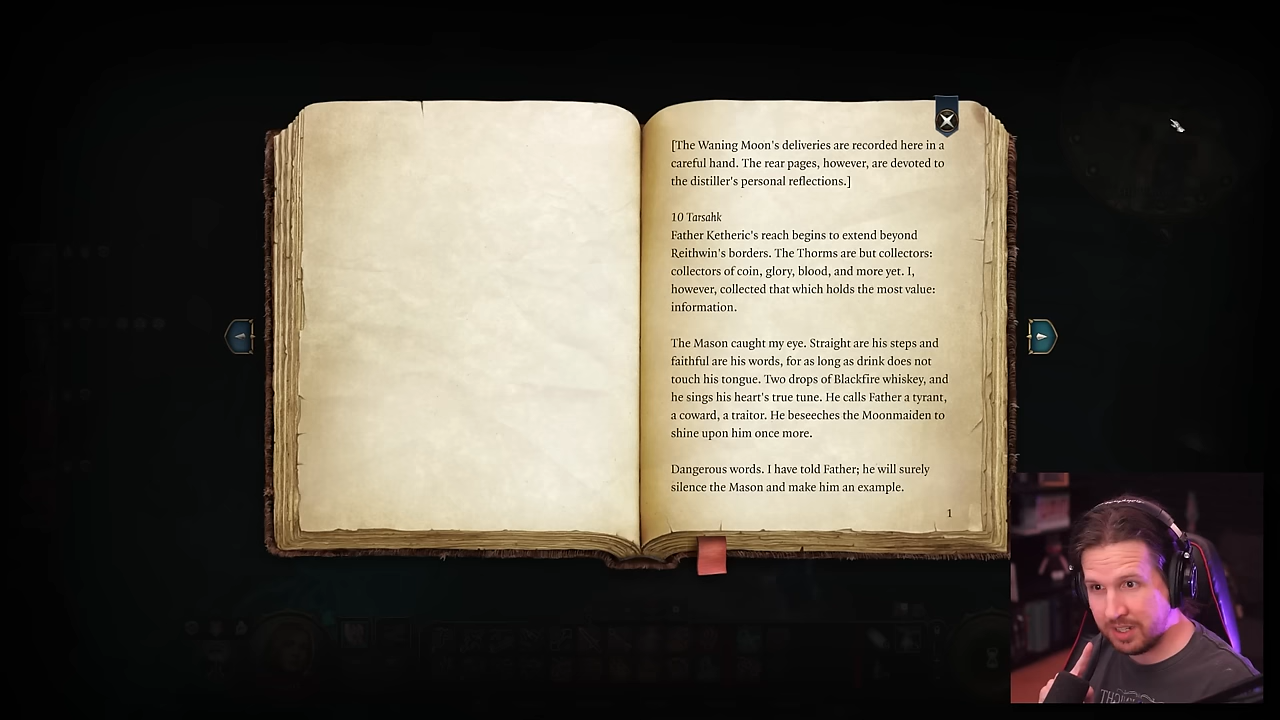 [The Waning Moon's deliveries are recorded here in a
careful hand. The rear pages, however, are devoted to
the distiller's personal reflections.]
10 Tarsahk
Father Ketheric's reach begins to extend beyond
Reithwin's borders. The Thorms are but collectors:
collectors of coin, glory, blood, and more yet. I,
however, collected that which holds the most value:
information.
The Mason caught my eye. Straight are his steps and
faithful are his words, for as long as drink does not
touch his tongue. Two drops of Blackfire whiskey, and
he sings his heart's true tune. He calls Father a tyrant,
a coward, a traitor. He beseeches the Moonmaiden to
shine upon him once more.
Dangerous words. I have told Father; he will surely
silence the Mason and make him an example.
1